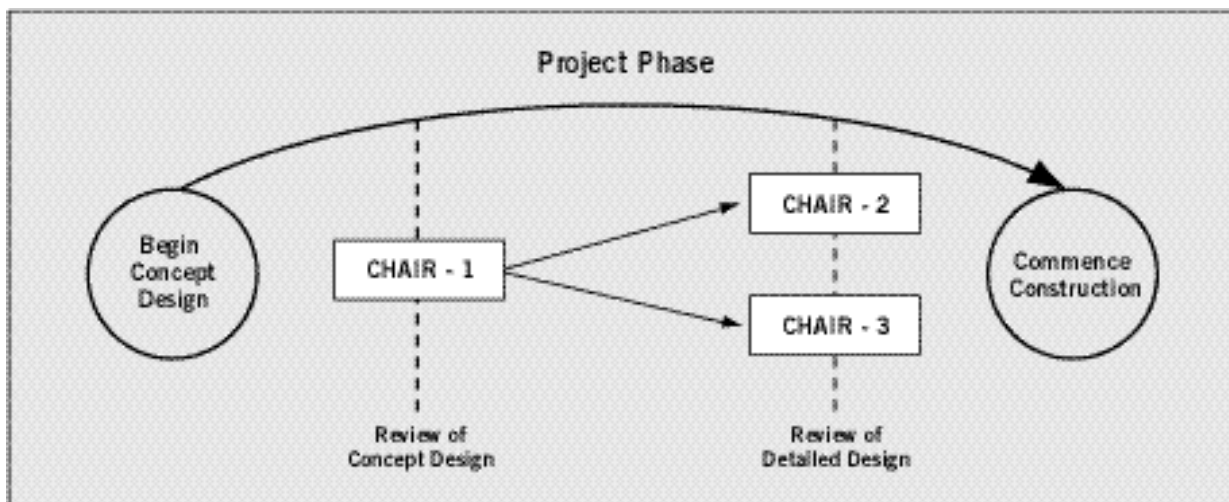 Project Phase
Begin
Concept
Design
CHAIR - 1
CHAIR - 2
CHAIR - 3
Commence
Construction
Review of
Concept Design
Review of
Detailed Design